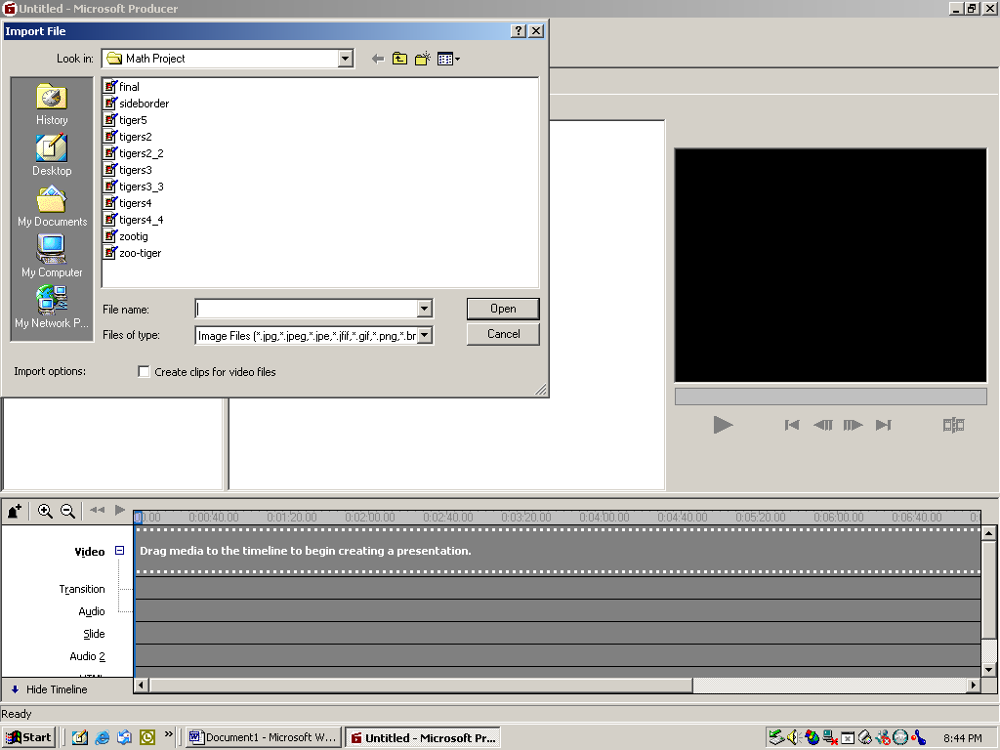 Untitled - Microsoft Producer
Import File
Look in: Math Project
History
Desktop
My Documents
My Computer
My Network P...
final
sideborder
tiger5
tigers2
tigers2_2
tigers3
tigers3_3
tigers4
tigers4_4
zootig
zoo-tiger
File name:
Open
Files of type: Image Files (*.jpg,*.jpeg,*.jpe,*.jfif,*.gif,*.png,*.br
Cancel
Import options: Create clips for video files
0:00:40.00 0:01:20.00 0:02:00.00 0:02:40.00 0:03:20.00 0:04:00.00 0:04:40.00 0:05:20.00 0:06:00.00 0:06:40.00
Video
Drag media to the timeline to begin creating a presentation.
Transition
Audio
Slide
Audio 2
Hide Timeline
Ready
Start
Document1 - Microsoft W...
Untitled - Microsoft Pr...
8:44 PM